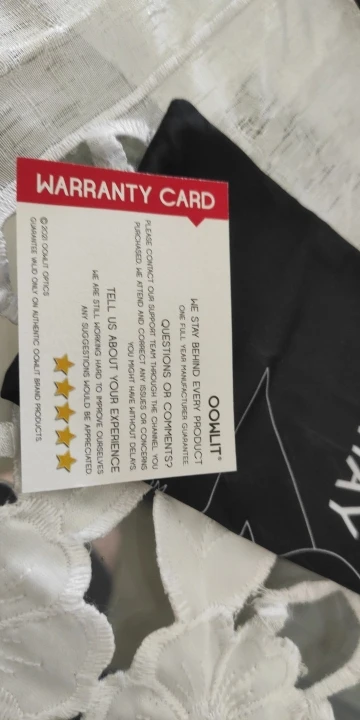 WARRANTY CARD
OOWLIT®
WE STAY BEHIND EVERY PRODUCT
ONE FULL YEAR MANUFACTURER GUARANTEE
QUESTIONS OR COMMENTS?
PLEASE CONTACT OUR SUPPORT TEAM THROUGH THE CHANNEL YOU
PURCHASED WE ATTEND AND CORRECT ANY ISSUES OR CONCERNS
YOU MIGHT HAVE WITHOUT DELAYS.
TELL US ABOUT YOUR EXPERIENCE
WE ARE STILL WORKING HARD TO IMPROVE OURSELVES
ANY SUGGESTIONS WOULD BE APPRECIATED
© 2020 OOWLIT OPTICS
GUARANTEE VALID ONLY ON AUTHENTIC OOWLIT BRAND PRODUCTS